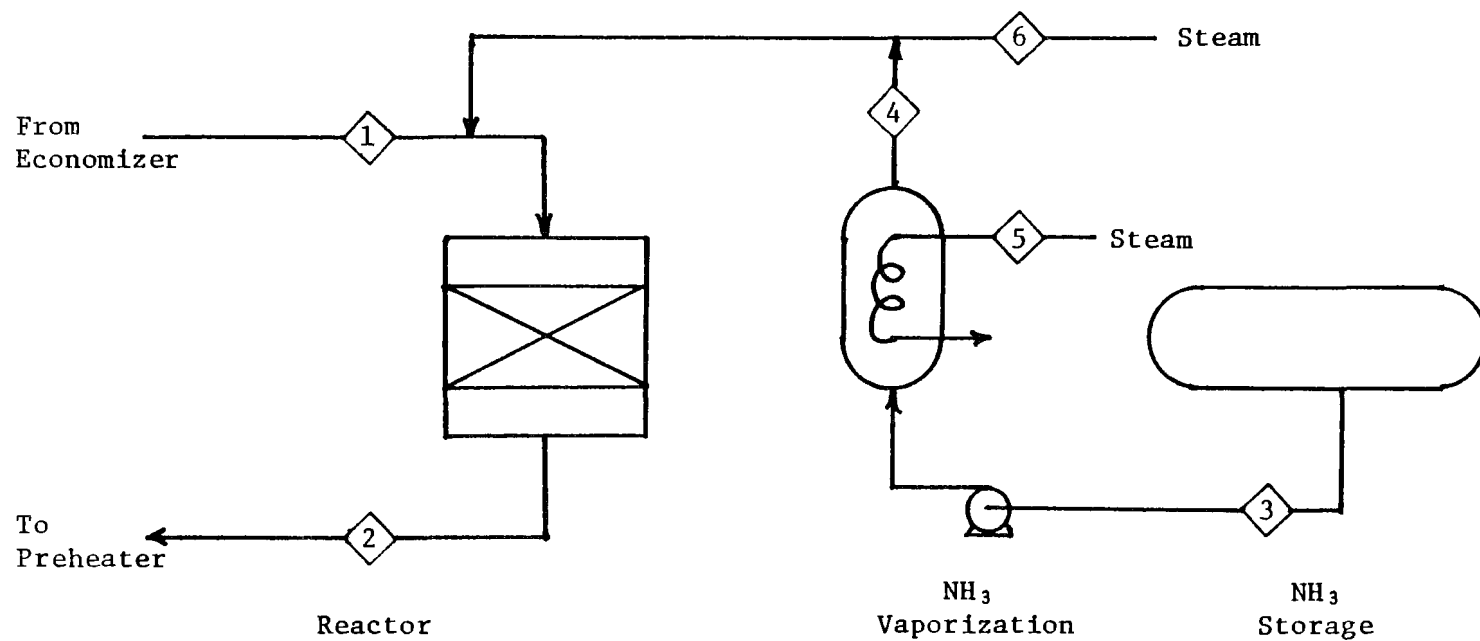 6
Steam
4
From
Economizer
1
5
Steam
3
To
Preheater
2
NH₃
Vaporization
NH₃
Storage
Reactor